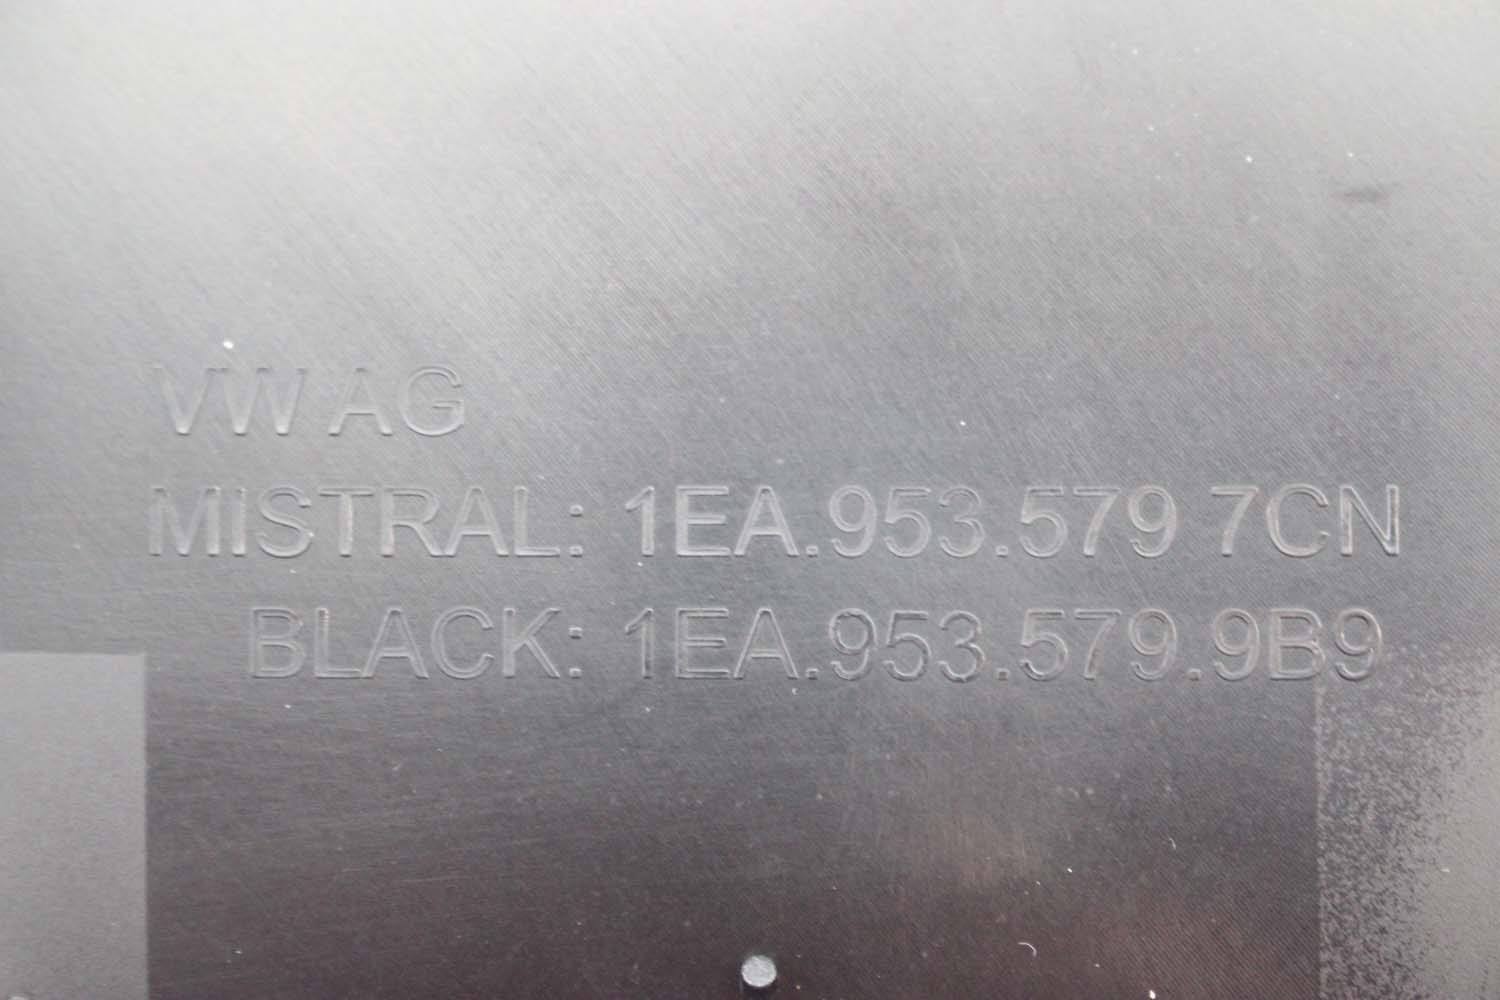 VW AG
MISTRAL: 1EA.953.579 7CN
BLACK: 1EA.953.579.9B9